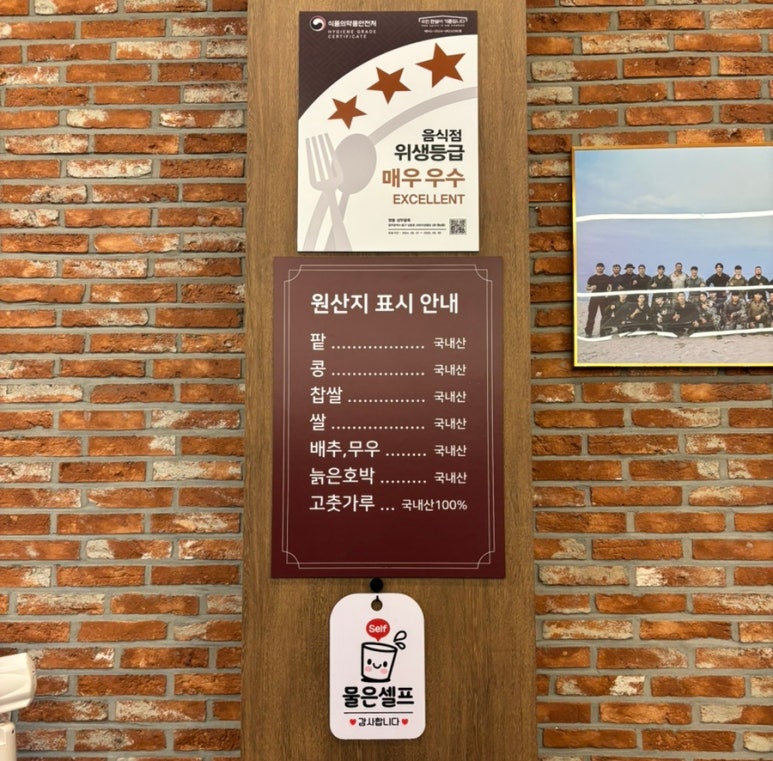 식품의약품안전처
HYGIENE GRADE
CERTIFICATE
음식점
위생등급
매우 우수
EXCELLENT
원산지 표시 안내
팥 .................. 국내산
콩 .................. 국내산
찹쌀 ............... 국내산
쌀 .................. 국내산
배추,무우 ........ 국내산
늙은호박 ......... 국내산
고춧가루 ... 국내산100%
Self
물은셀프
감사합니다